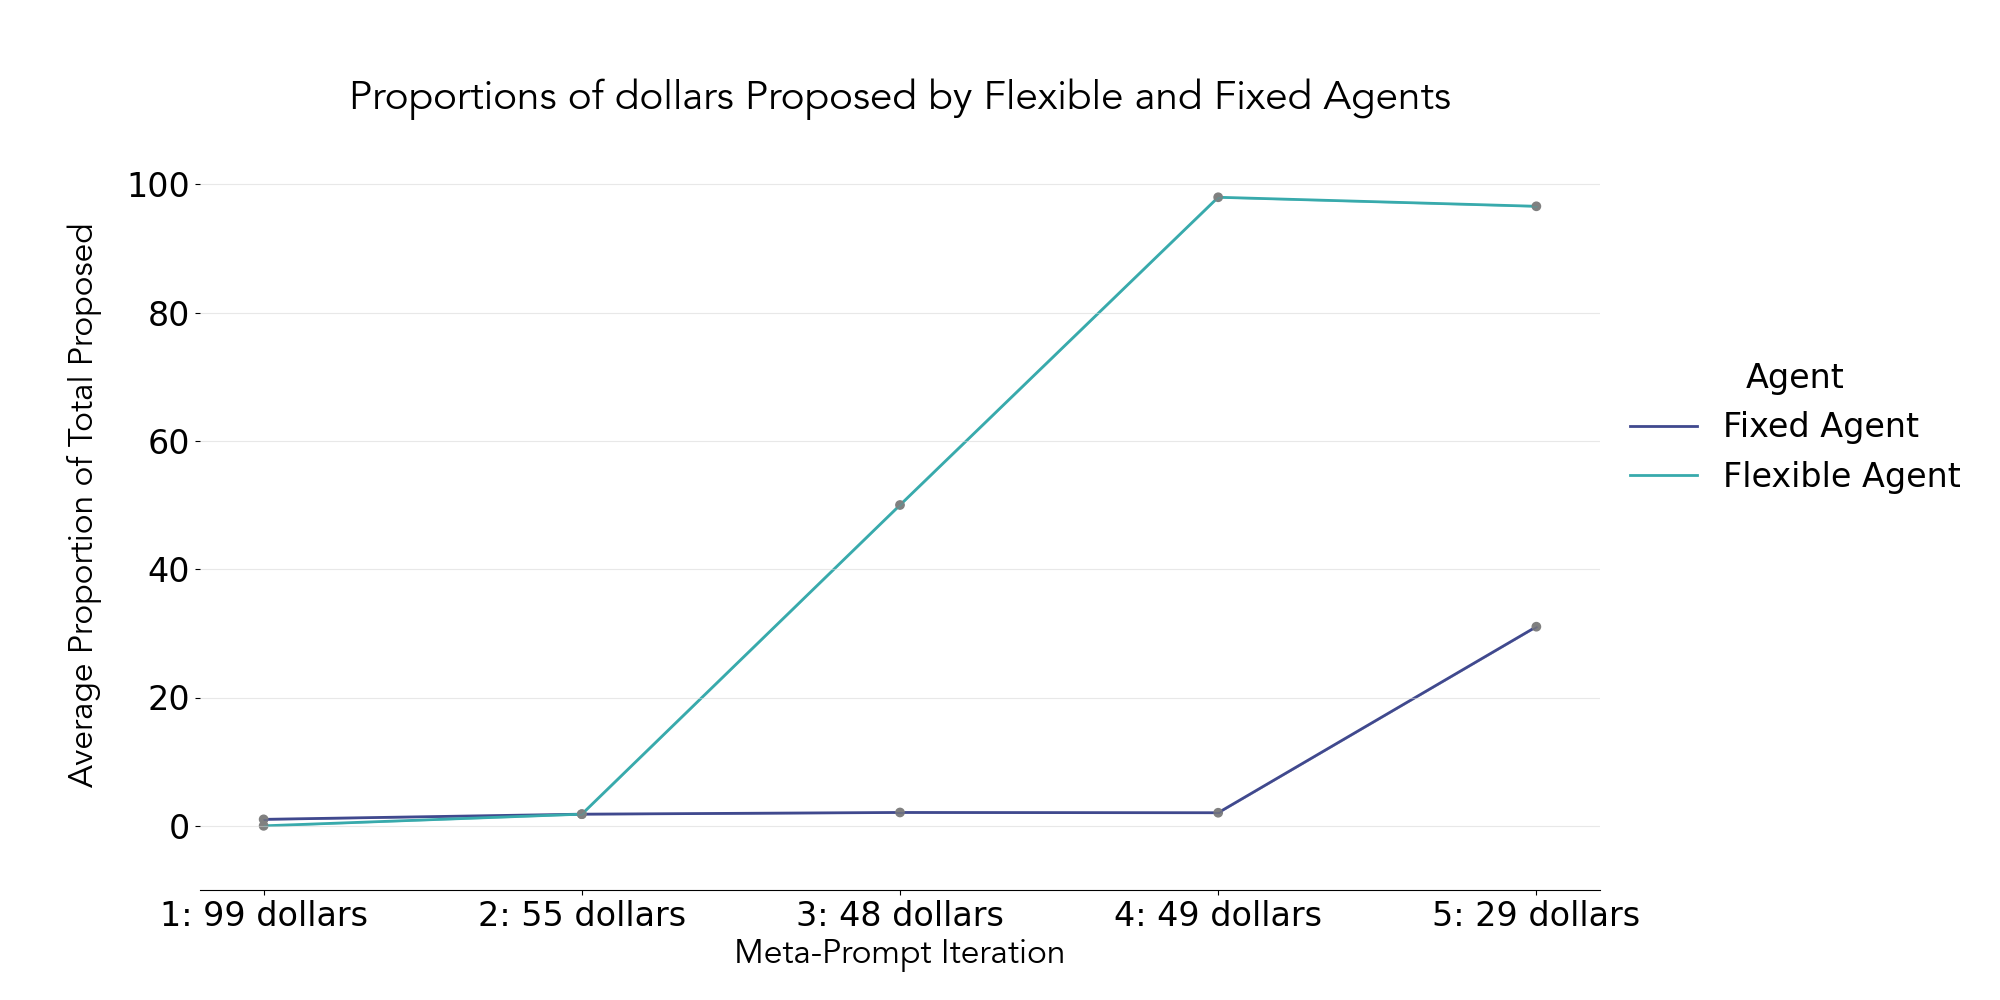 Proportions of dollars Proposed by Flexible and Fixed Agents
Average Proportion of Total Proposed
100
80
60
40
20
0
1: 99 dollars
2: 55 dollars
3: 48 dollars
4: 49 dollars
5: 29 dollars
Meta-Prompt Iteration
Agent
Fixed Agent
Flexible Agent